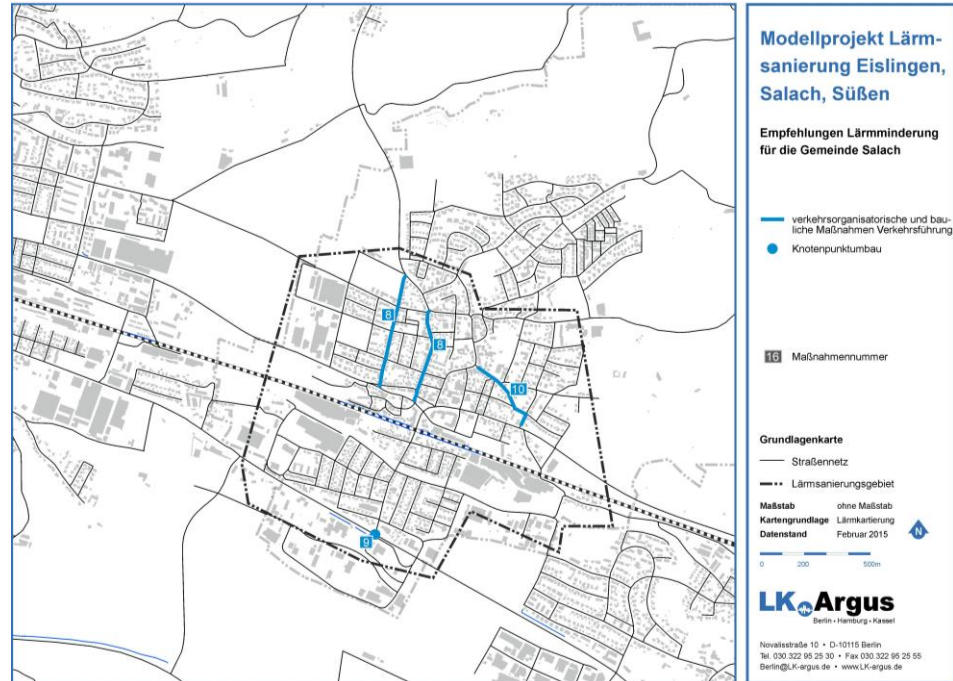 8
8
10
9
Modellprojekt Lärm-
sanierung Eislingen,
Salach, Süßen
Empfehlungen Lärmminderung
für die Gemeinde Salach
verkehrsorganisatorische und bau-
liche Maßnahmen Verkehrsführung
Knotenpunktumbau
16 Maßnahmennummer
Grundlagenkarte
Straßennetz
Lärmsanierungsgebiet
Maßstab ohne Maßstab
Kartengrundlage Lärmkartierung
Datenstand Februar 2015
N
0 200 500m
LK Argus
Berlin • Hamburg • Kassel
Novalisstraße 10 • D-10115 Berlin
Tel. 030.322 95 25 30 • Fax 030.322 95 25 55
Berlin@LK-argus.de • www.LK-argus.de